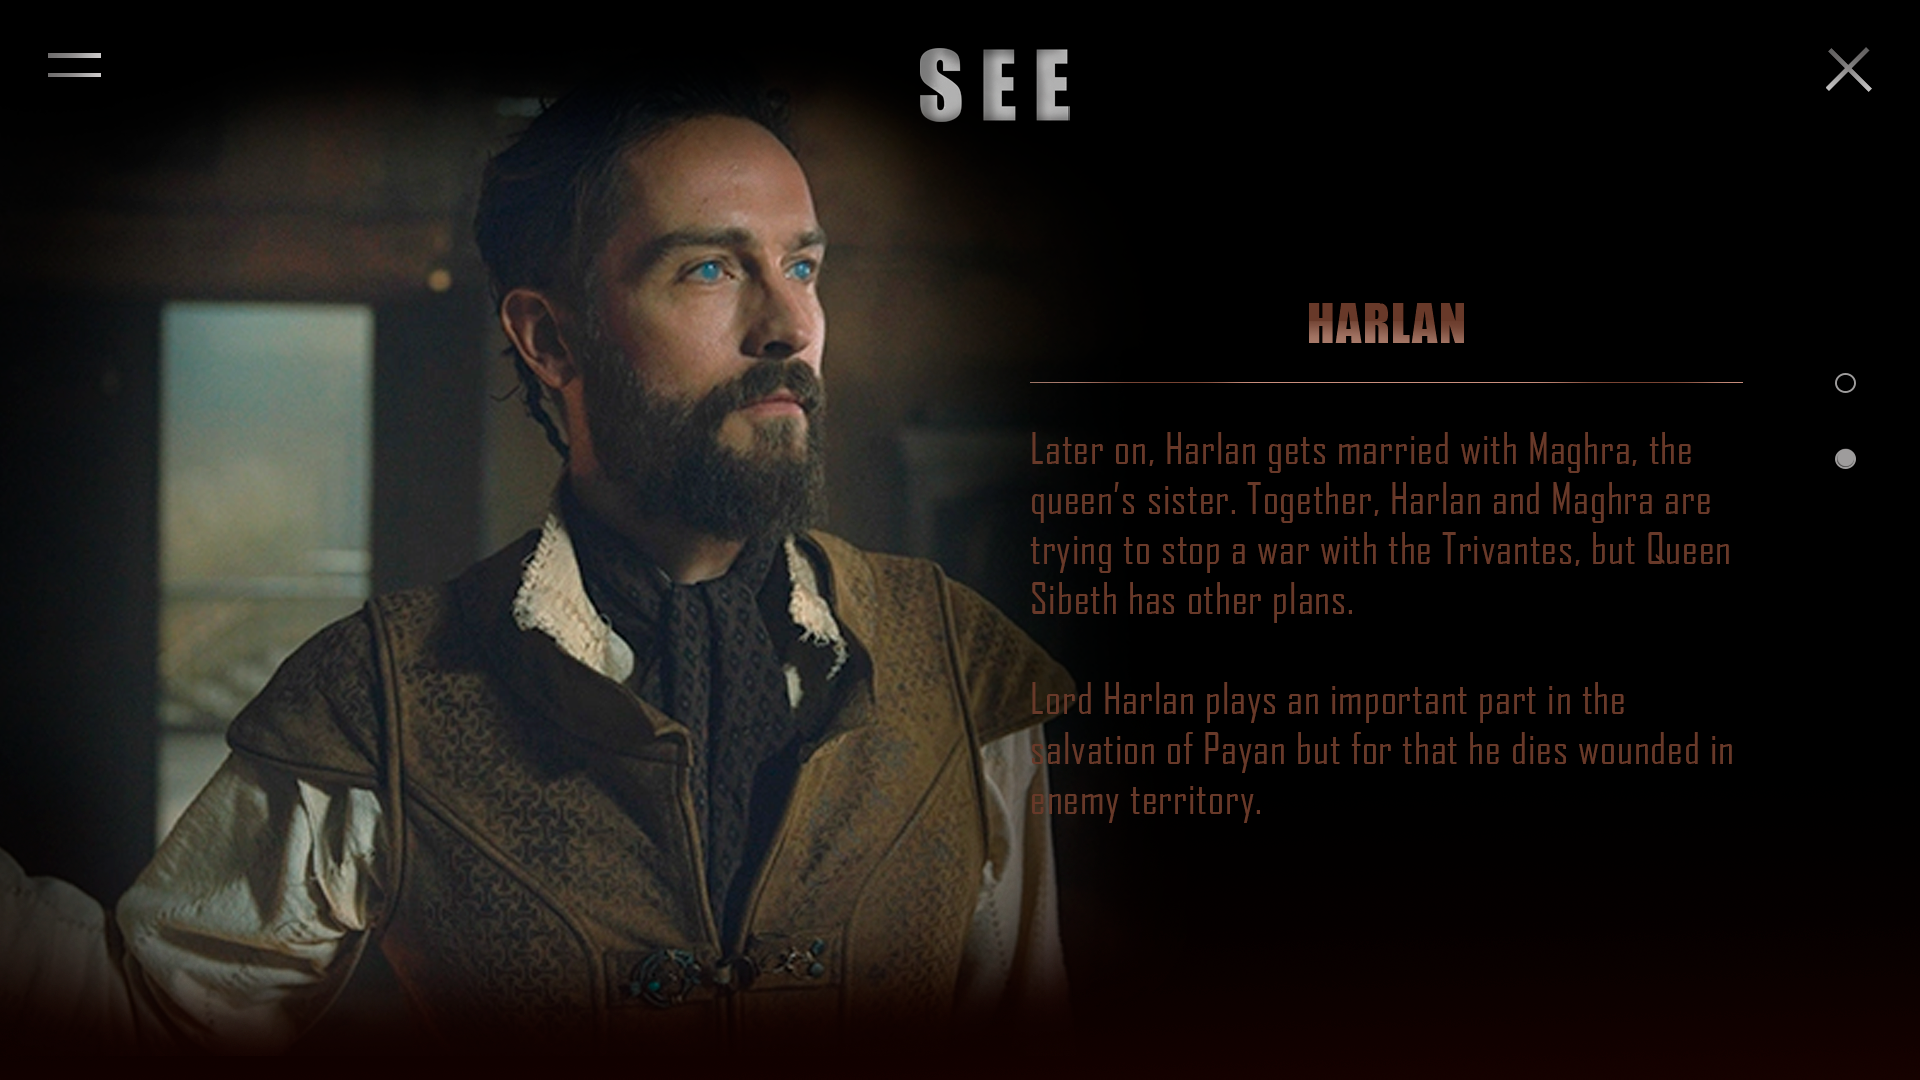 SEE
HARLAN
Later on, Harlan gets married with Maghra, the
queen's sister. Together, Harlan and Maghra are
trying to stop a war with the Trivantes, but Queen
Sibeth has other plans.
Lord Harlan plays an important part in the
salvation of Payan but for that he dies wounded in
enemy territory.